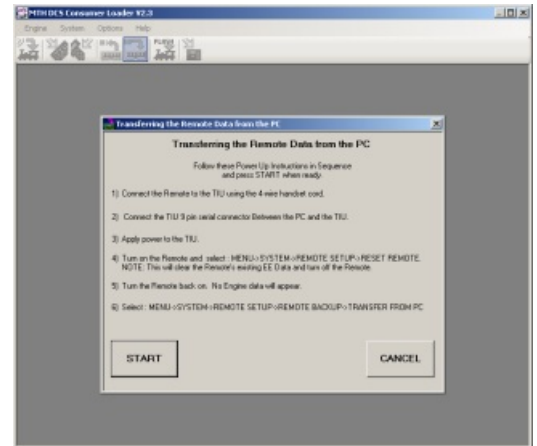 MTH DCS Consumer Loader V2.3
Engine System Options Help
Transferring the Remote Data from the PC
Transferring the Remote Data from the PC
Follow these Power Up Instructions in Sequence
and press START when ready.
1) Connect the Remote to the TIU using the 4-wire handset cord.
2) Connect the TIU 9 pin serial connector Between the PC and the TIU.
3) Apply power to the TIU.
4) Turn on the Remote and select : MENU->SYSTEM->REMOTE SETUP->RESET REMOTE.
NOTE: This will clear the Remote's existing EE Data and turn off the Remote.
5) Turn the Remote back on. No Engine data will appear.
6) Select : MENU->SYSTEM->REMOTE SETUP->REMOTE BACKUP->TRANSFER FROM PC
START CANCEL